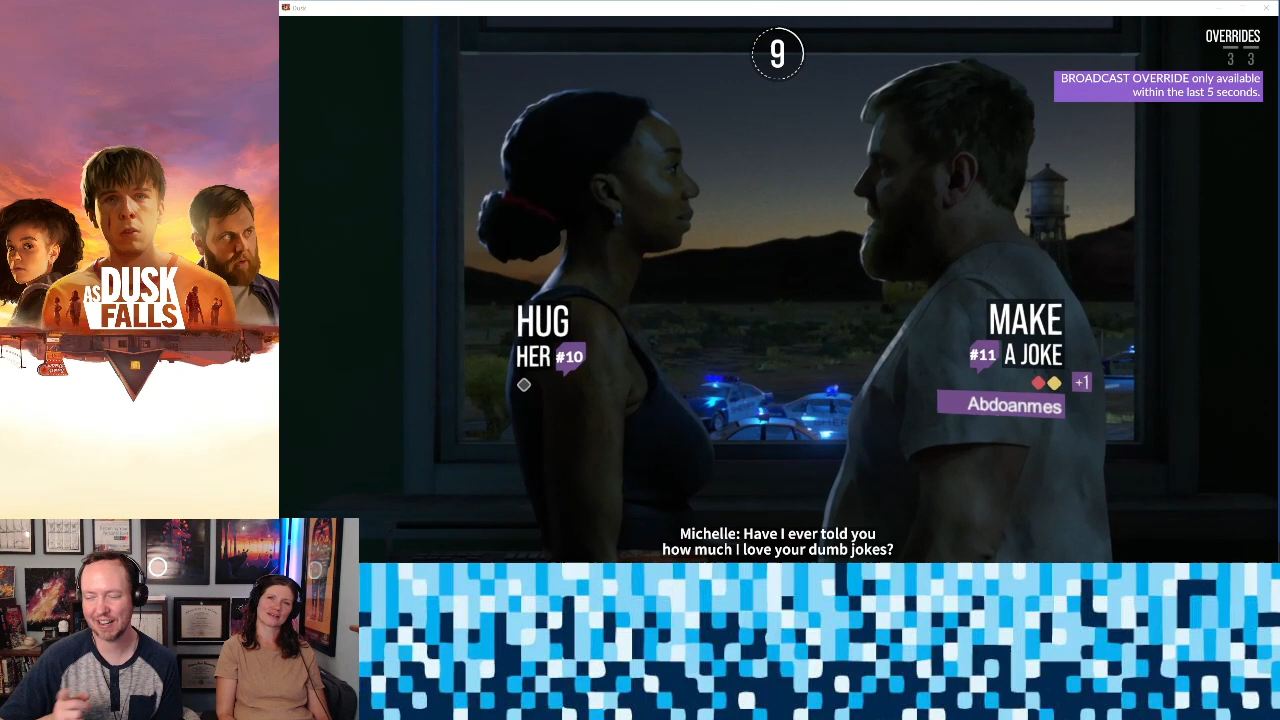 Dusk
9
OVERRIDES
3 3
BROADCAST OVERRIDE only available
within the last 5 seconds.
AS DUSK
FALLS
HUG
HER #10
MAKE
#11 A JOKE
+1
Abdoanmes
Michelle: Have I ever told you
how much I love your dumb jokes?